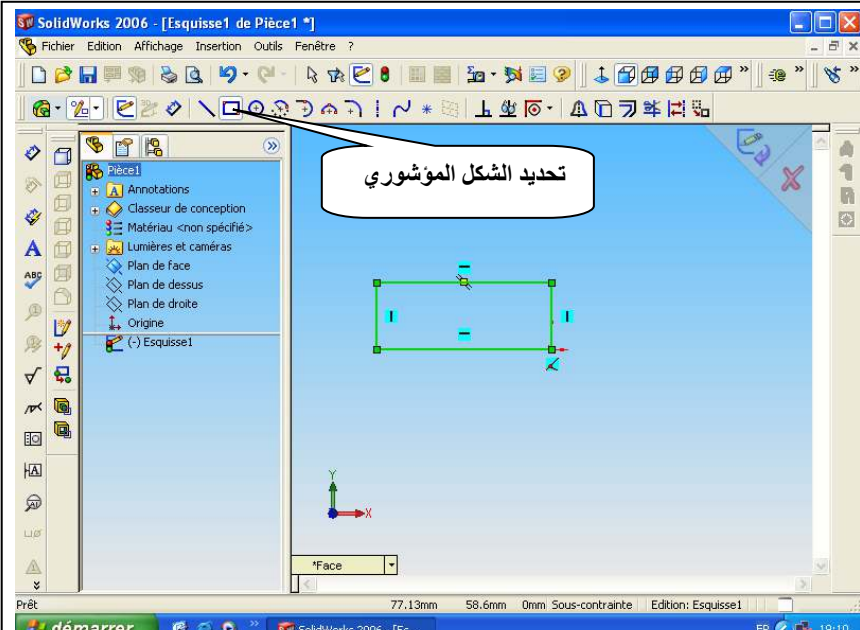 SolidWorks 2006 - [Esquisse1 de Pièce1 *]
Fichier Edition Affichage Insertion Outils Fenêtre ?
تحديد الشكل المؤشوري
Pièce1
Annotations
Classeur de conception
Matériau <non spécifié>
Lumières et caméras
Plan de face
Plan de dessus
Plan de droite
Origine
(-) Esquisse1
Y
X
*Face
Prêt 77.13mm 58.6mm 0mm Sous-contrainte Edition: Esquisse1
démarrer SolidWorks 2006 - [Es... FR 19:10